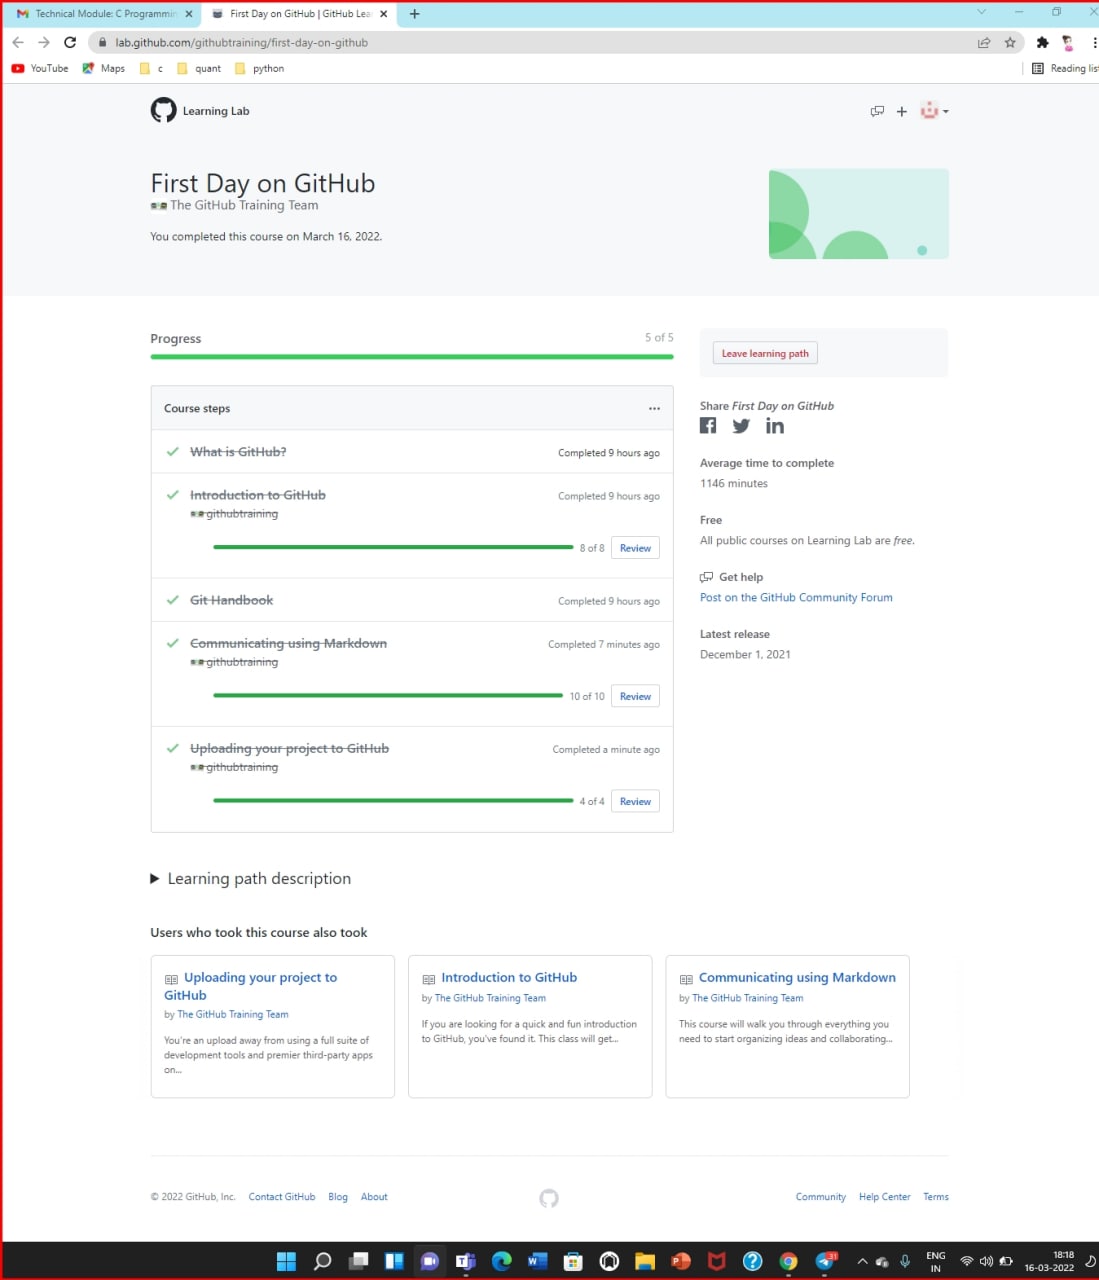 Technical Module: C Programmin
First Day on GitHub | GitHub Lea
lab.github.com/githubtraining/first-day-on-github
YouTube Maps c quant python Reading list
Learning Lab
First Day on GitHub
The GitHub Training Team
You completed this course on March 16, 2022.
Progress 5 of 5
Leave learning path
Course steps
What is GitHub? Completed 9 hours ago
Introduction to GitHub Completed 9 hours ago
githubtraining
8 of 8 Review
Git Handbook Completed 9 hours ago
Communicating using Markdown Completed 7 minutes ago
githubtraining
10 of 10 Review
Uploading your project to GitHub Completed a minute ago
githubtraining
4 of 4 Review
Share First Day on GitHub
Average time to complete
1146 minutes
Free
All public courses on Learning Lab are free.
Get help
Post on the GitHub Community Forum
Latest release
December 1, 2021
Learning path description
Users who took this course also took
Uploading your project to
GitHub
by The GitHub Training Team
You're an upload away from using a full suite of
development tools and premier third-party apps
on...
Introduction to GitHub
by The GitHub Training Team
If you are looking for a quick and fun introduction
to GitHub, you've found it. This class will get...
Communicating using Markdown
by The GitHub Training Team
This course will walk you through everything you
need to start organizing ideas and collaborating...
© 2022 GitHub, Inc. Contact GitHub Blog About Community Help Center Terms
31
ENG
IN
18:18
16-03-2022